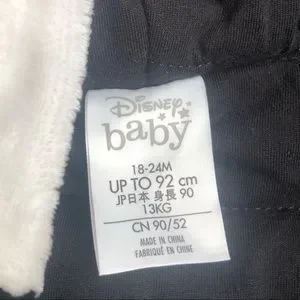 Disney
baby
18-24M
UP TO 92 cm
JP日本 身長 90
13KG
CN 90/52
MADE IN CHINA
FABRIQUÉ EN CHINE